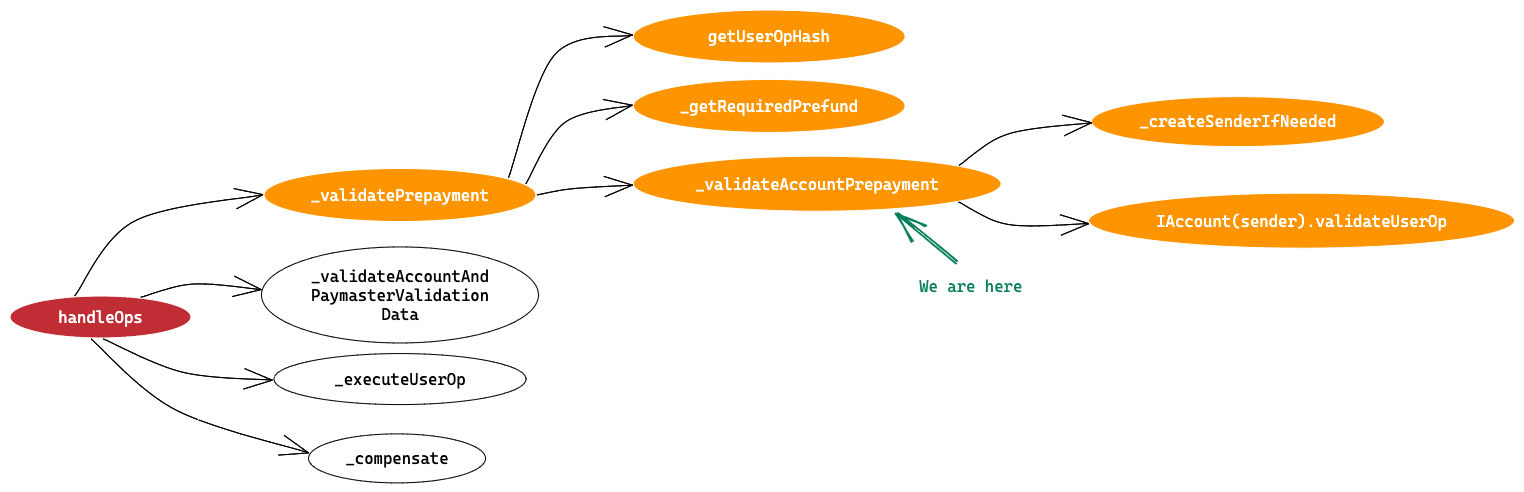 getUserOpHash
_getRequiredPrefund
_createSenderIfNeeded
_validatePrepayment
_validateAccountPrepayment
IAccount(sender).validateUserOp
_validateAccountAnd
PaymasterValidation
Data
We are here
handleOps
_executeUserOp
_compensate